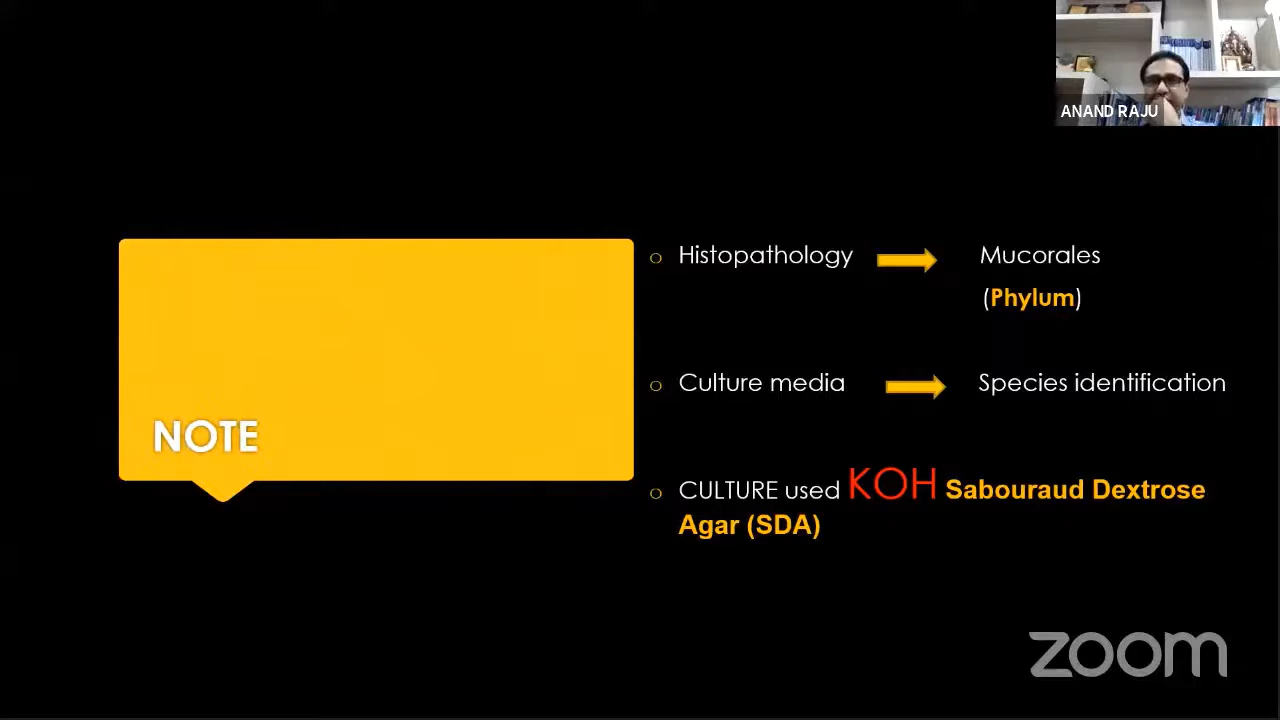 ANAND RAJU
NOTE
Histopathology Mucorales
(Phylum)
Culture media Species identification
CULTURE used KOH Sabouraud Dextrose
Agar (SDA)
zoom